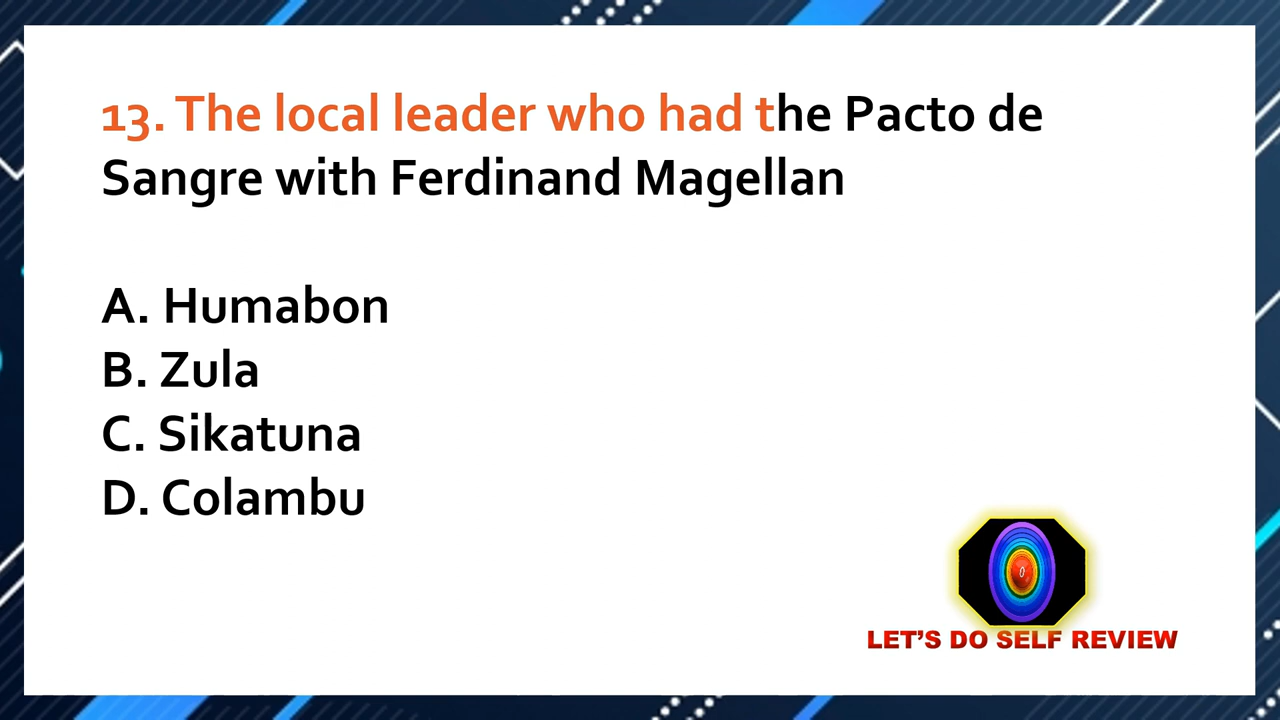 13. The local leader who had the Pacto de
Sangre with Ferdinand Magellan
A. Humabon
B. Zula
C. Sikatuna
D. Colambu
LET'S DO SELF REVIEW